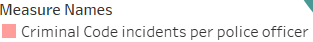 Measure Names
Criminal Code incidents per police officer